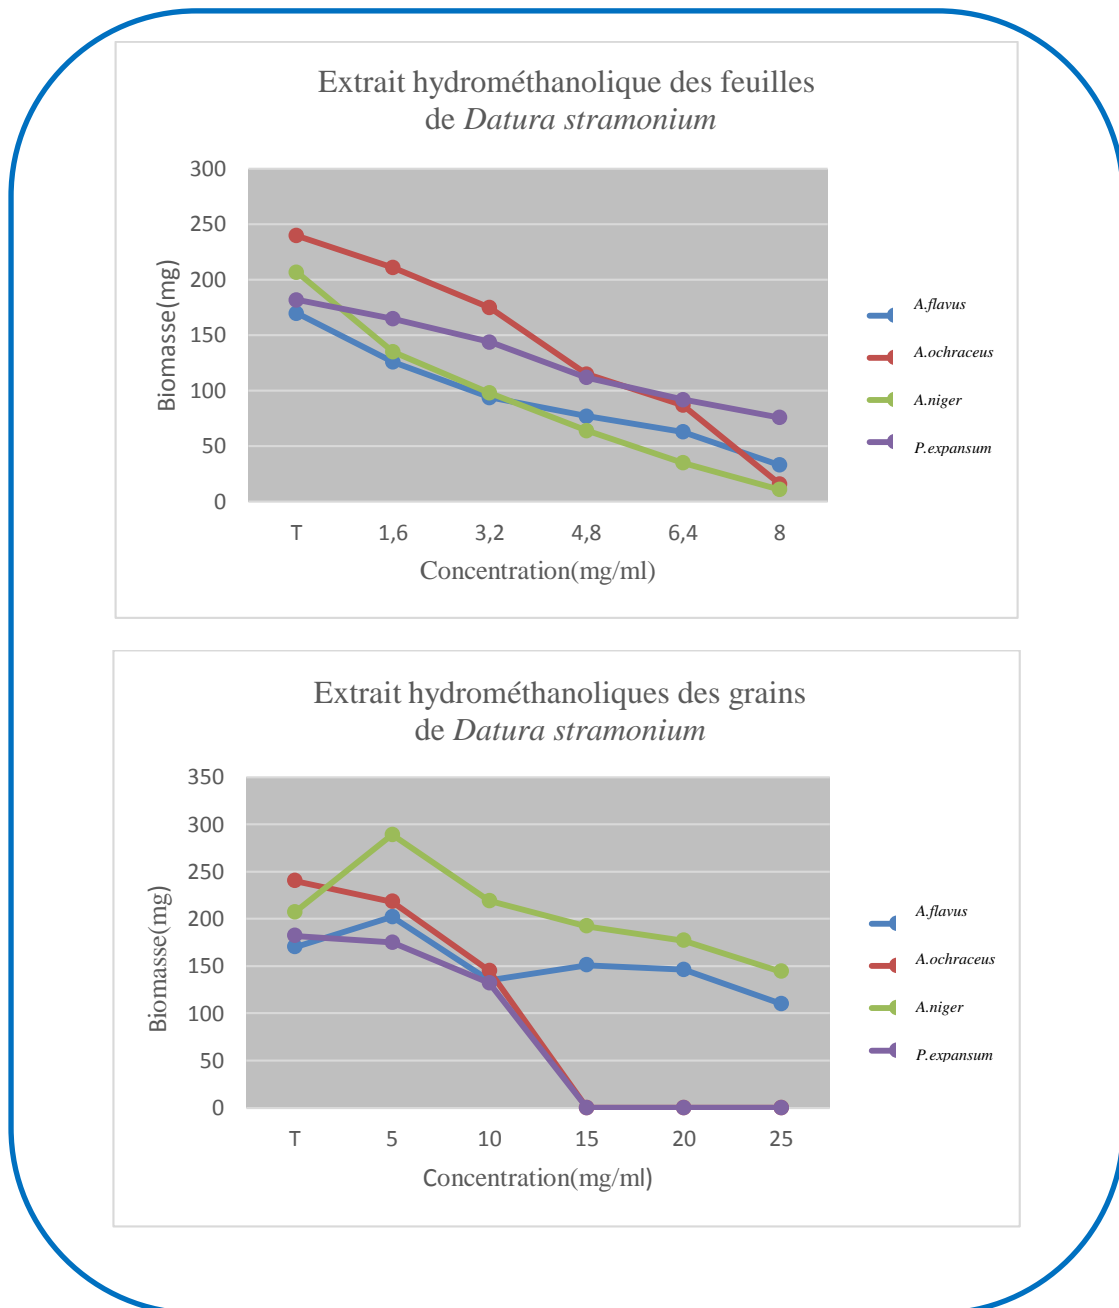 Extrait hydrométhanolique des feuilles
de Datura stramonium
300
250
200
150
100
50
0
Biomasse(mg)
T 1,6 3,2 4,8 6,4 8
Concentration(mg/ml)
A.flavus
A.ochraceus
A.niger
P.expansum
Extrait hydrométhanoliques des grains
de Datura stramonium
350
300
250
200
150
100
50
0
Biomasse(mg)
T 5 10 15 20 25
Concentration(mg/ml)
A.flavus
A.ochraceus
A.niger
P.expansum